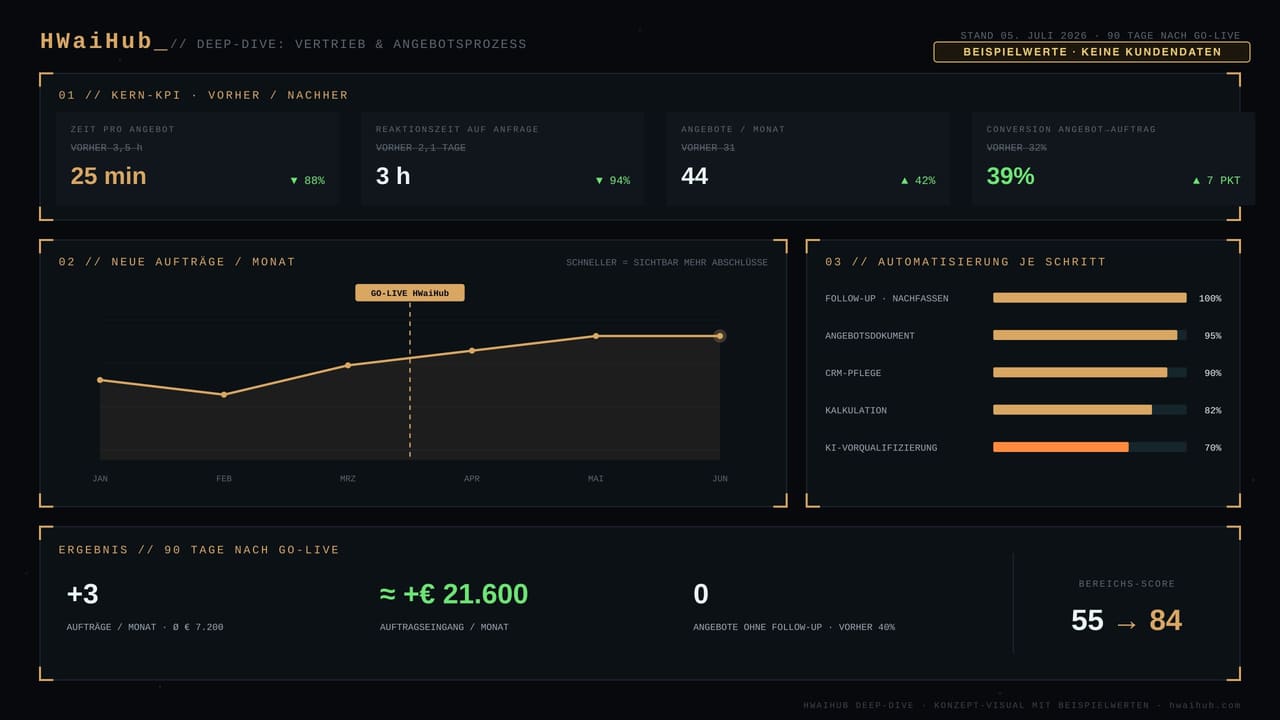 HWaiHub_ // DEEP-DIVE: VERTRIEB & ANGEBOTSPROZESS
STAND 05. JULI 2026 · 90 TAGE NACH GO-LIVE
BEISPIELWERTE · KEINE KUNDENDATEN
01 // KERN-KPI · VORHER / NACHHER
ZEIT PRO ANGEBOT
VORHER 3,5 h
25 min
▼ 88%
REAKTIONSZEIT AUF ANFRAGE
VORHER 2,1 TAGE
3 h
▼ 94%
ANGEBOTE / MONAT
VORHER 31
44
▲ 42%
CONVERSION ANGEBOT→AUFTRAG
VORHER 32%
39%
▲ 7 PKT
02 // NEUE AUFTRÄGE / MONAT
SCHNELLER = SICHTBAR MEHR ABSCHLÜSSE
GO-LIVE HWaiHub
JAN FEB MRZ APR MAI JUN
03 // AUTOMATISIERUNG JE SCHRITT
FOLLOW-UP · NACHFASSEN 100%
ANGEBOTSDOKUMENT 95%
CRM-PFLEGE 90%
KALKULATION 82%
KI-VORQUALIFIZIERUNG 70%
ERGEBNIS // 90 TAGE NACH GO-LIVE
+3
AUFTRÄGE / MONAT · Ø € 7.200
≈ +€ 21.600
AUFTRAGSEINGANG / MONAT
0
ANGEBOTE OHNE FOLLOW-UP · VORHER 40%
BEREICHS-SCORE
55 → 84
HWAIHUB DEEP-DIVE · KONZEPT-VISUAL MIT BEISPIELWERTEN · hwaihub.com